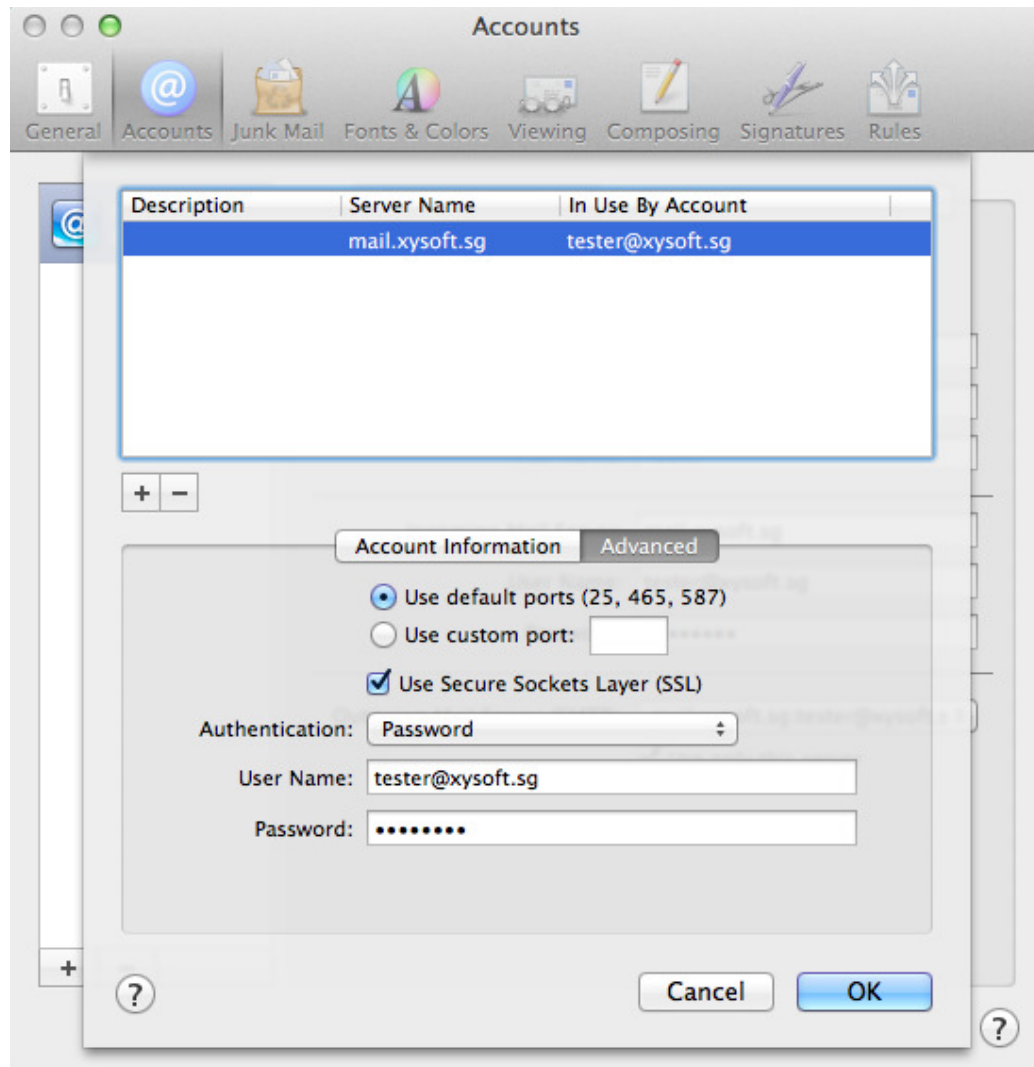 Accounts
General Accounts Junk Mail Fonts & Colors Viewing Composing Signatures Rules
Description Server Name In Use By Account
mail.xysoft.sg tester@xysoft.sg
+ −
Account Information Advanced
Use default ports (25, 465, 587)
Use custom port:
Use Secure Sockets Layer (SSL)
Authentication: Password
User Name: tester@xysoft.sg
Password: ••••••••
+
? Cancel OK
?